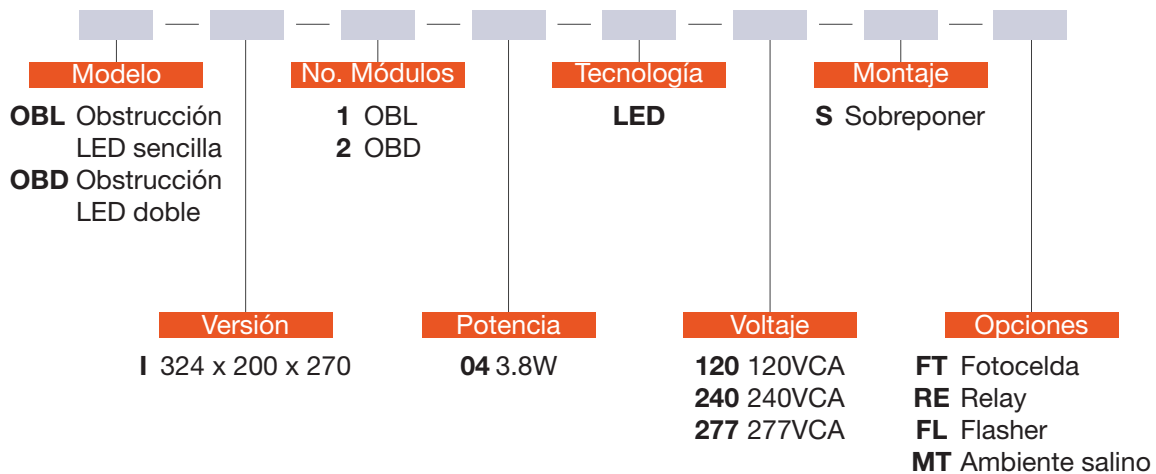 Modelo
OBL Obstrucción
LED sencilla
OBD Obstrucción
LED doble
No. Módulos
1 OBL
2 OBD
Tecnología
LED
Montaje
S Sobreponer
Versión
I 324 x 200 x 270
Potencia
04 3.8W
Voltaje
120 120VCA
240 240VCA
277 277VCA
Opciones
FT Fotocelda
RE Relay
FL Flasher
MT Ambiente salino